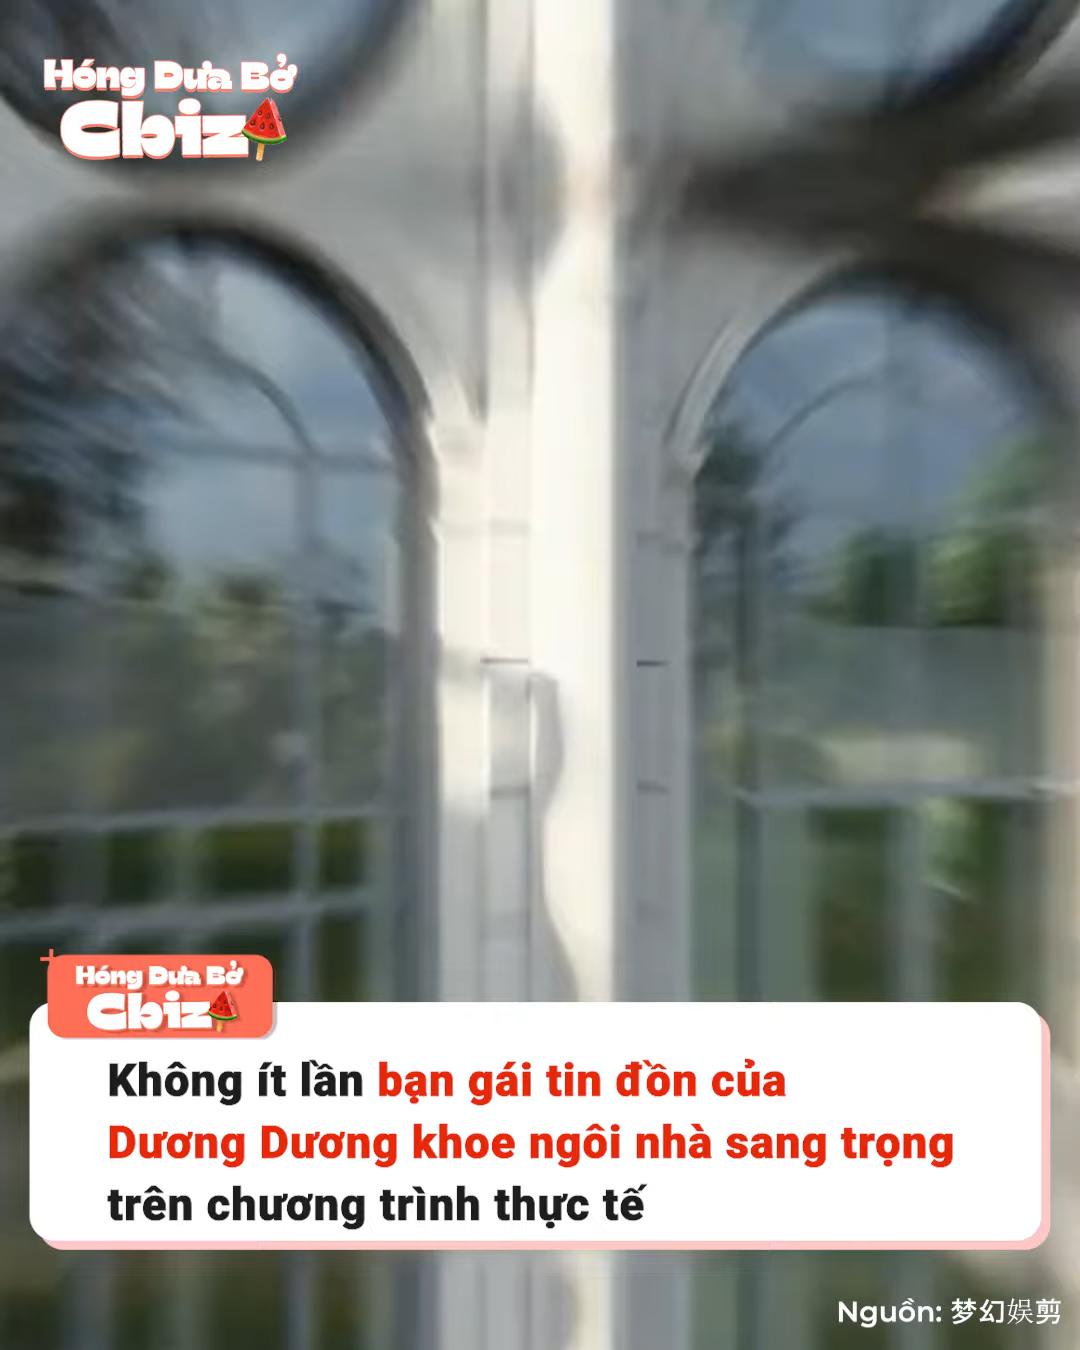 Hóng Dưa Bở
Cbiz
Hóng Dưa Bở
Cbiz
Không ít lần bạn gái tin đồn của
Dương Dương khoe ngôi nhà sang trọng
trên chương trình thực tế
Nguồn: 梦幻娱剪